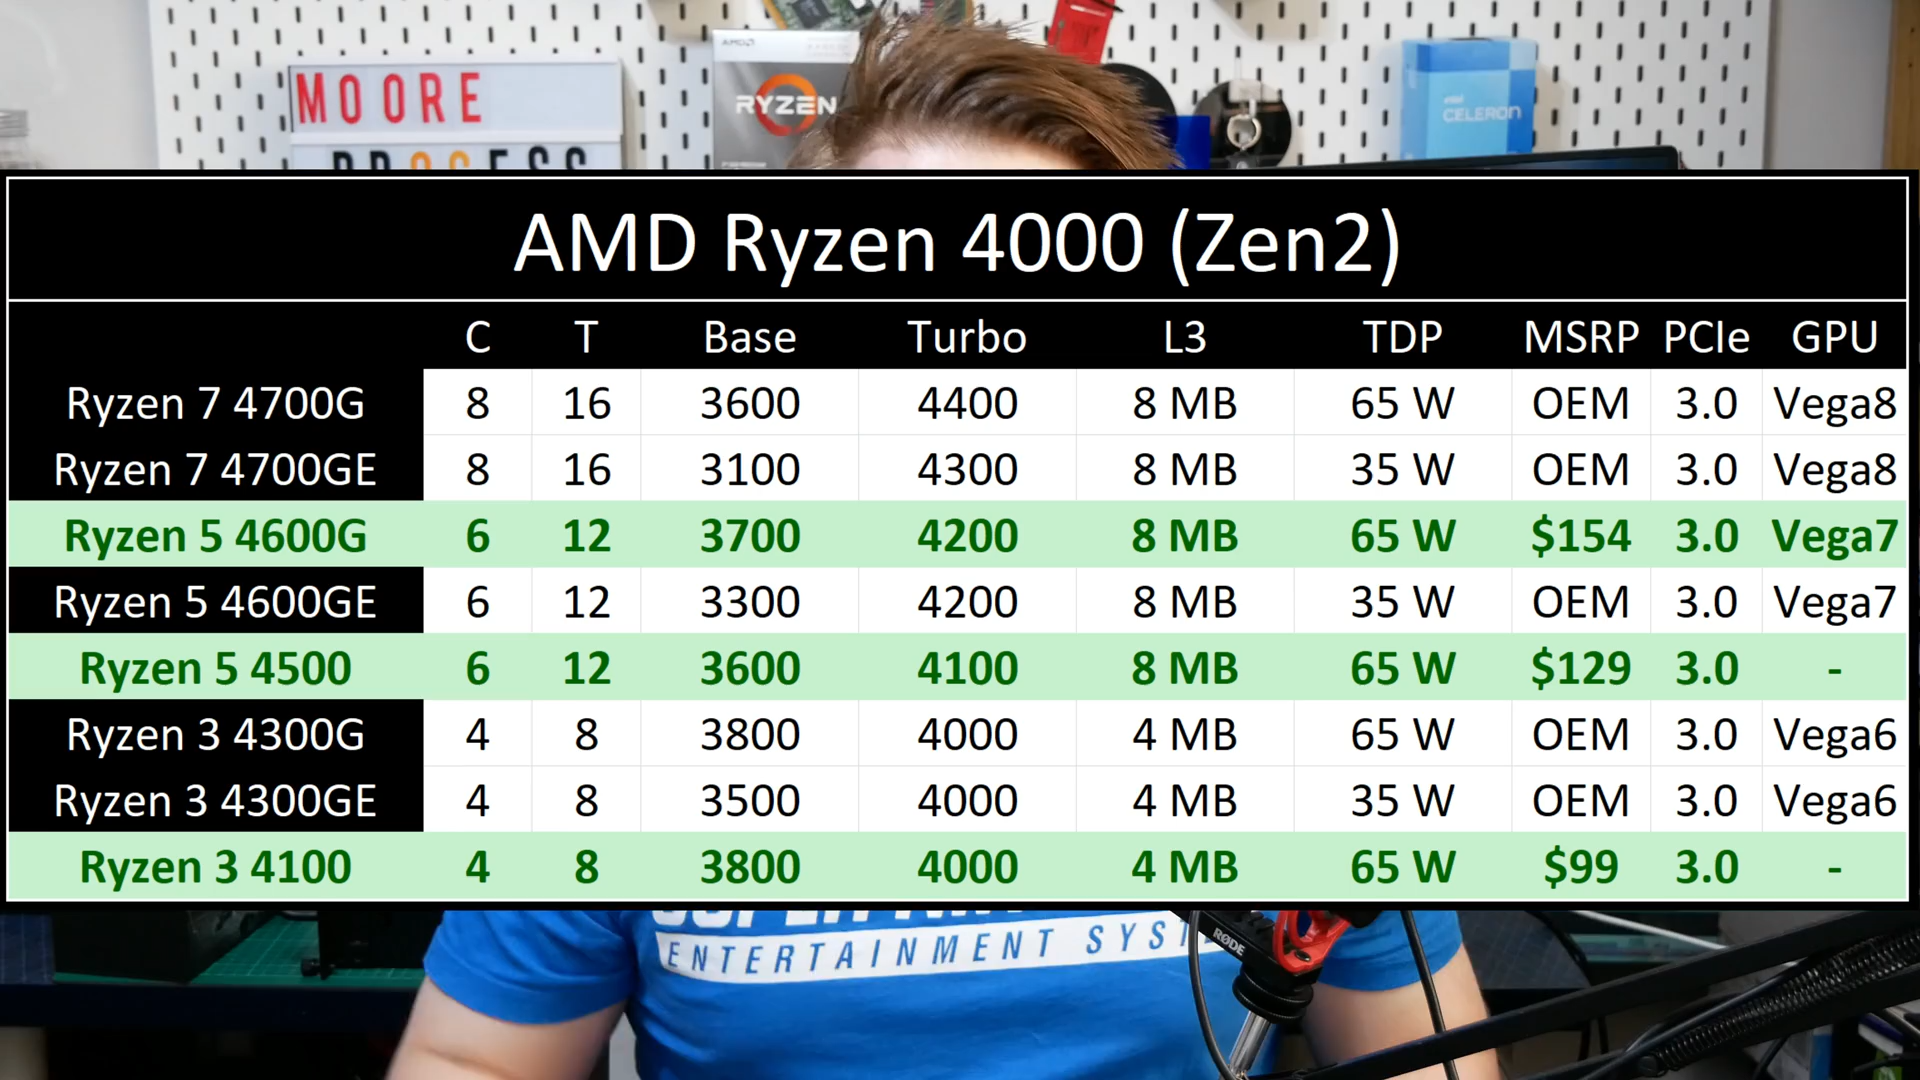 MOORE
PROCESS
AMD
RYZEN
intel
CELERON
AMD Ryzen 4000 (Zen2)
C T Base Turbo L3 TDP MSRP PCIe GPU
Ryzen 7 4700G 8 16 3600 4400 8 MB 65 W OEM 3.0 Vega8
Ryzen 7 4700GE 8 16 3100 4300 8 MB 35 W OEM 3.0 Vega8
Ryzen 5 4600G 6 12 3700 4200 8 MB 65 W $154 3.0 Vega7
Ryzen 5 4600GE 6 12 3300 4200 8 MB 35 W OEM 3.0 Vega7
Ryzen 5 4500 6 12 3600 4100 8 MB 65 W $129 3.0 -
Ryzen 3 4300G 4 8 3800 4000 4 MB 65 W OEM 3.0 Vega6
Ryzen 3 4300GE 4 8 3500 4000 4 MB 35 W OEM 3.0 Vega6
Ryzen 3 4100 4 8 3800 4000 4 MB 65 W $99 3.0 -
ENTERTAINMENT SYST
RØDE